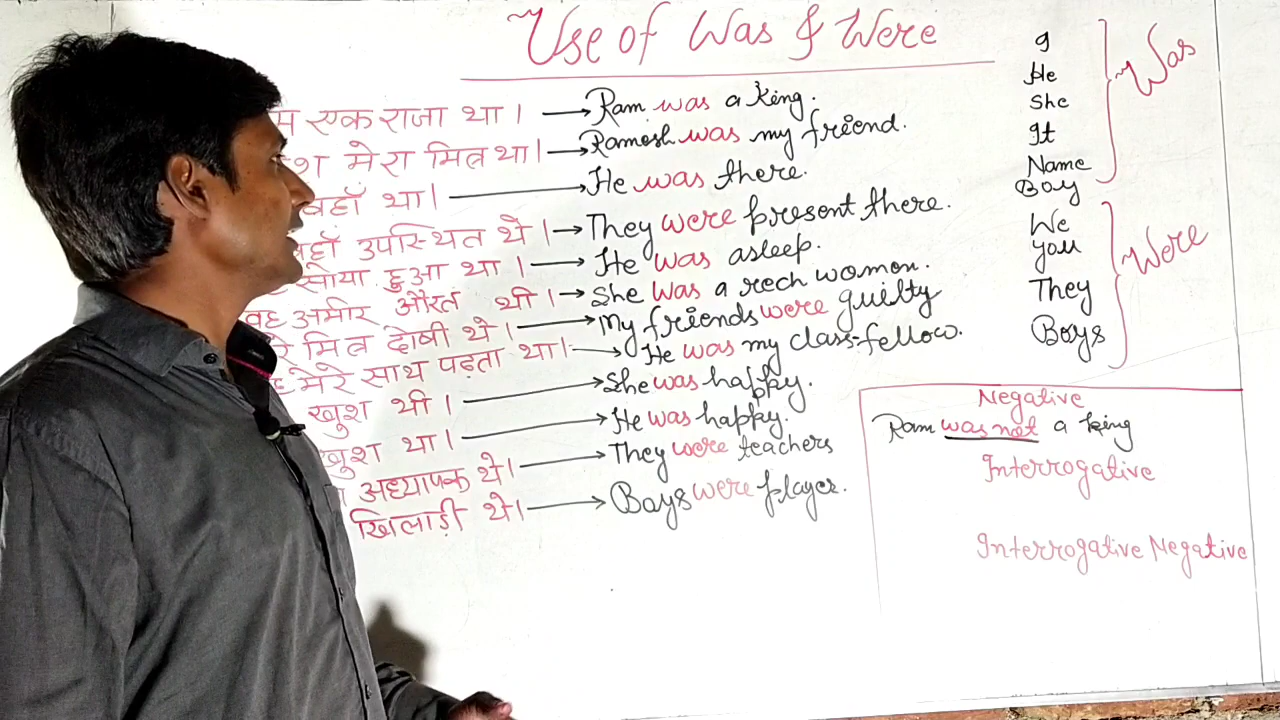 Use of Was & Were
एक राजा था। → Ram was a king.
मेरा मित्र था। → Ramesh was my friend.
वहाँ था। → He was there.
वहाँ उपस्थित थे। → They were present there.
सोया हुआ था। → He was asleep.
वह अमीर औरत थी। → She was a rech women.
मित्र दोषी थे। → My friends were guilty
मेरे साथ पढ़ता था। → He was my class-fellow.
खुश थी। → She was happy.
खुश था। → He was happy.
अध्यापक थे। → They were teachers
खिलाड़ी थे। → Boys were player.
I
He
She
It
Name
Boy
Was
We
you
They
Boys
Were
Negative
Ram was not a king
Interrogative
Interrogative Negative